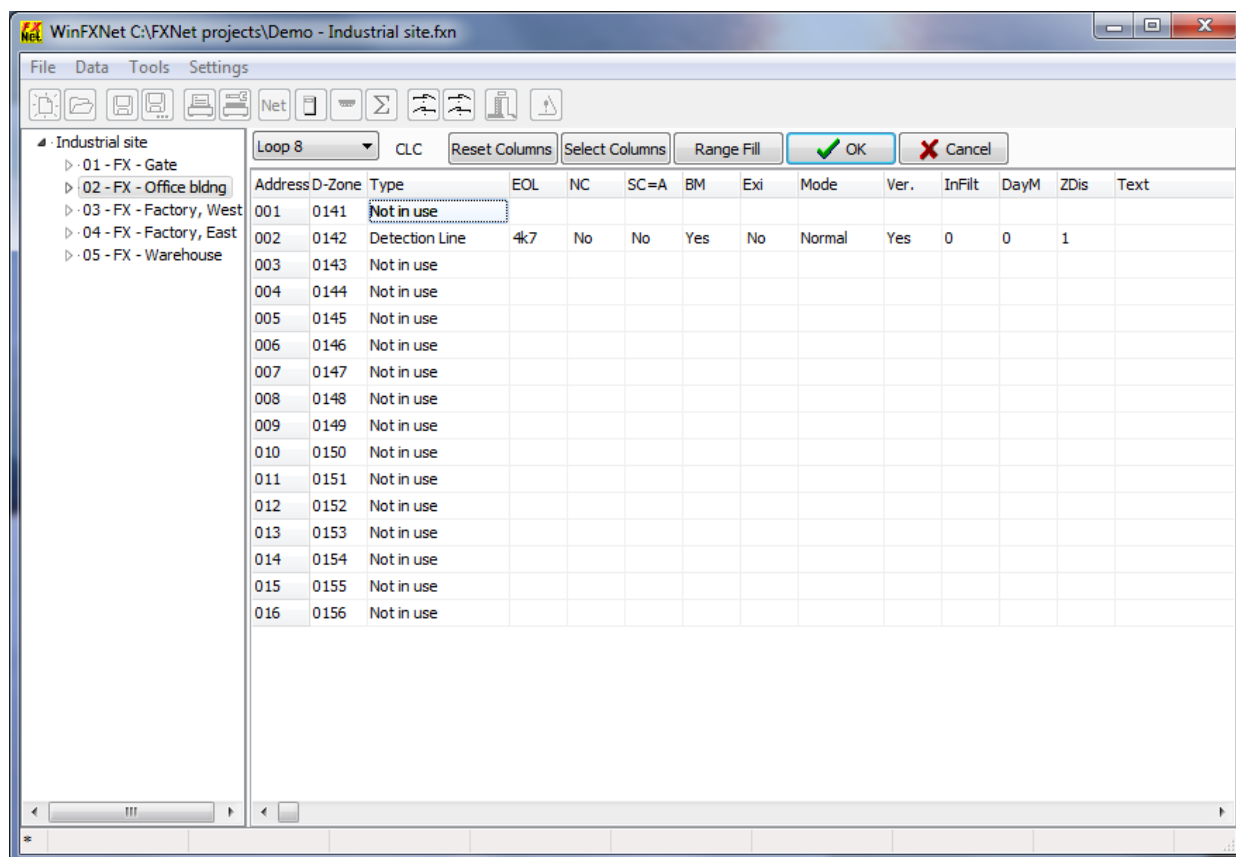 WinFXNet C:\FXNet projects\Demo - Industrial site.fxn
File Data Tools Settings
Net
Industrial site
01 - FX - Gate
02 - FX - Office bldng
03 - FX - Factory, West
04 - FX - Factory, East
05 - FX - Warehouse
Loop 8 CLC Reset Columns Select Columns Range Fill OK Cancel
Address D-Zone Type EOL NC SC=A BM Exi Mode Ver. InFilt DayM ZDis Text
001 0141 Not in use
002 0142 Detection Line 4k7 No No Yes No Normal Yes 0 0 1
003 0143 Not in use
004 0144 Not in use
005 0145 Not in use
006 0146 Not in use
007 0147 Not in use
008 0148 Not in use
009 0149 Not in use
010 0150 Not in use
011 0151 Not in use
012 0152 Not in use
013 0153 Not in use
014 0154 Not in use
015 0155 Not in use
016 0156 Not in use
*